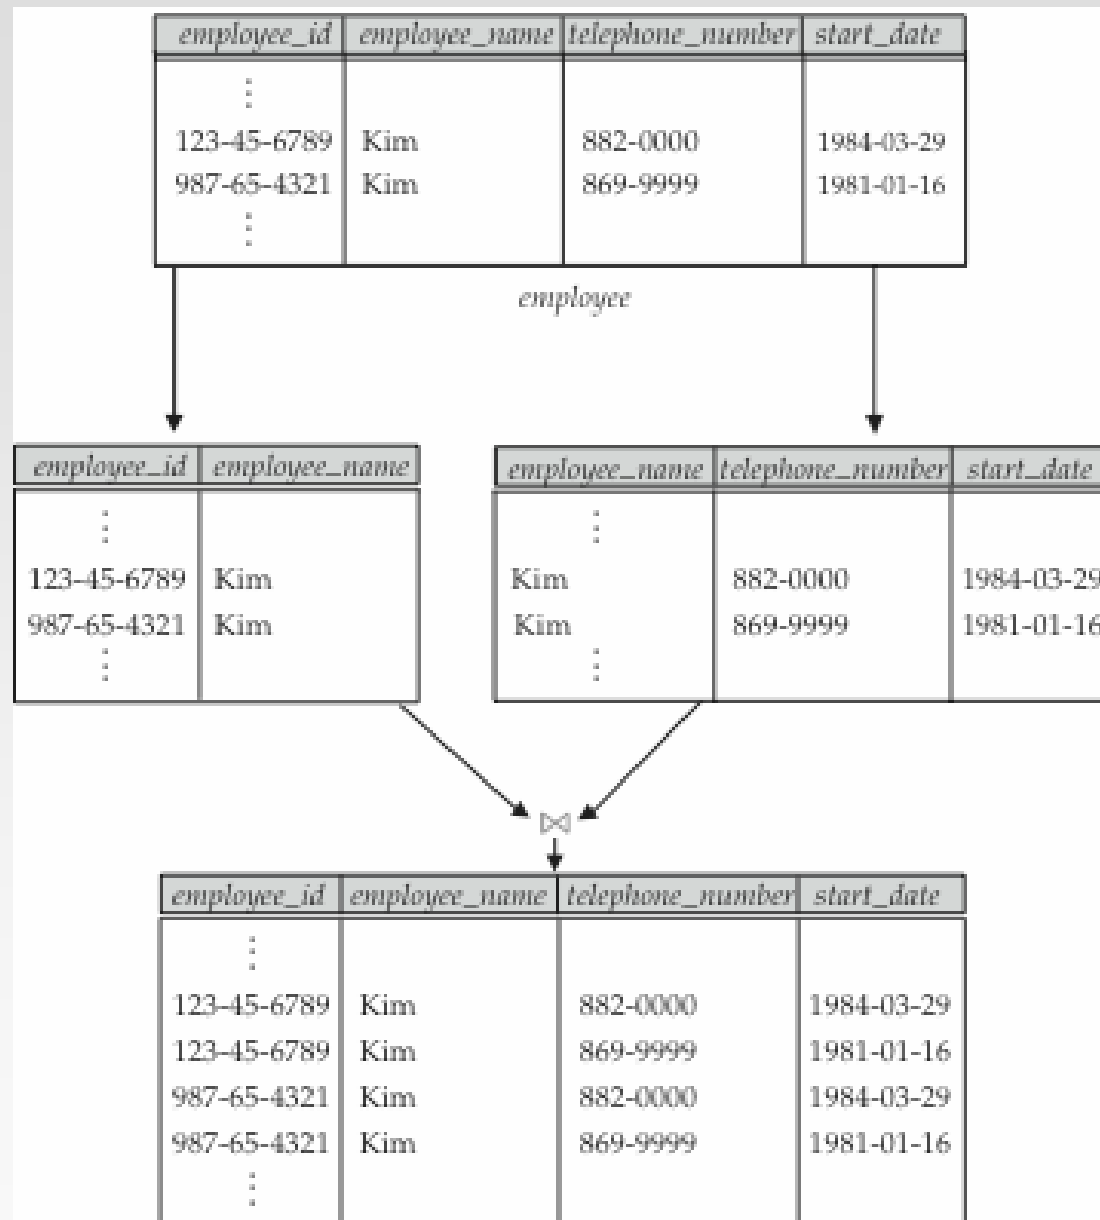 employee_id employee_name telephone_number start_date
123-45-6789 Kim 882-0000 1984-03-29
987-65-4321 Kim 869-9999 1981-01-16
employee
employee_id employee_name
123-45-6789 Kim
987-65-4321 Kim
employee_name telephone_number start_date
Kim 882-0000 1984-03-29
Kim 869-9999 1981-01-16
⋈
employee_id employee_name telephone_number start_date
123-45-6789 Kim 882-0000 1984-03-29
123-45-6789 Kim 869-9999 1981-01-16
987-65-4321 Kim 882-0000 1984-03-29
987-65-4321 Kim 869-9999 1981-01-16